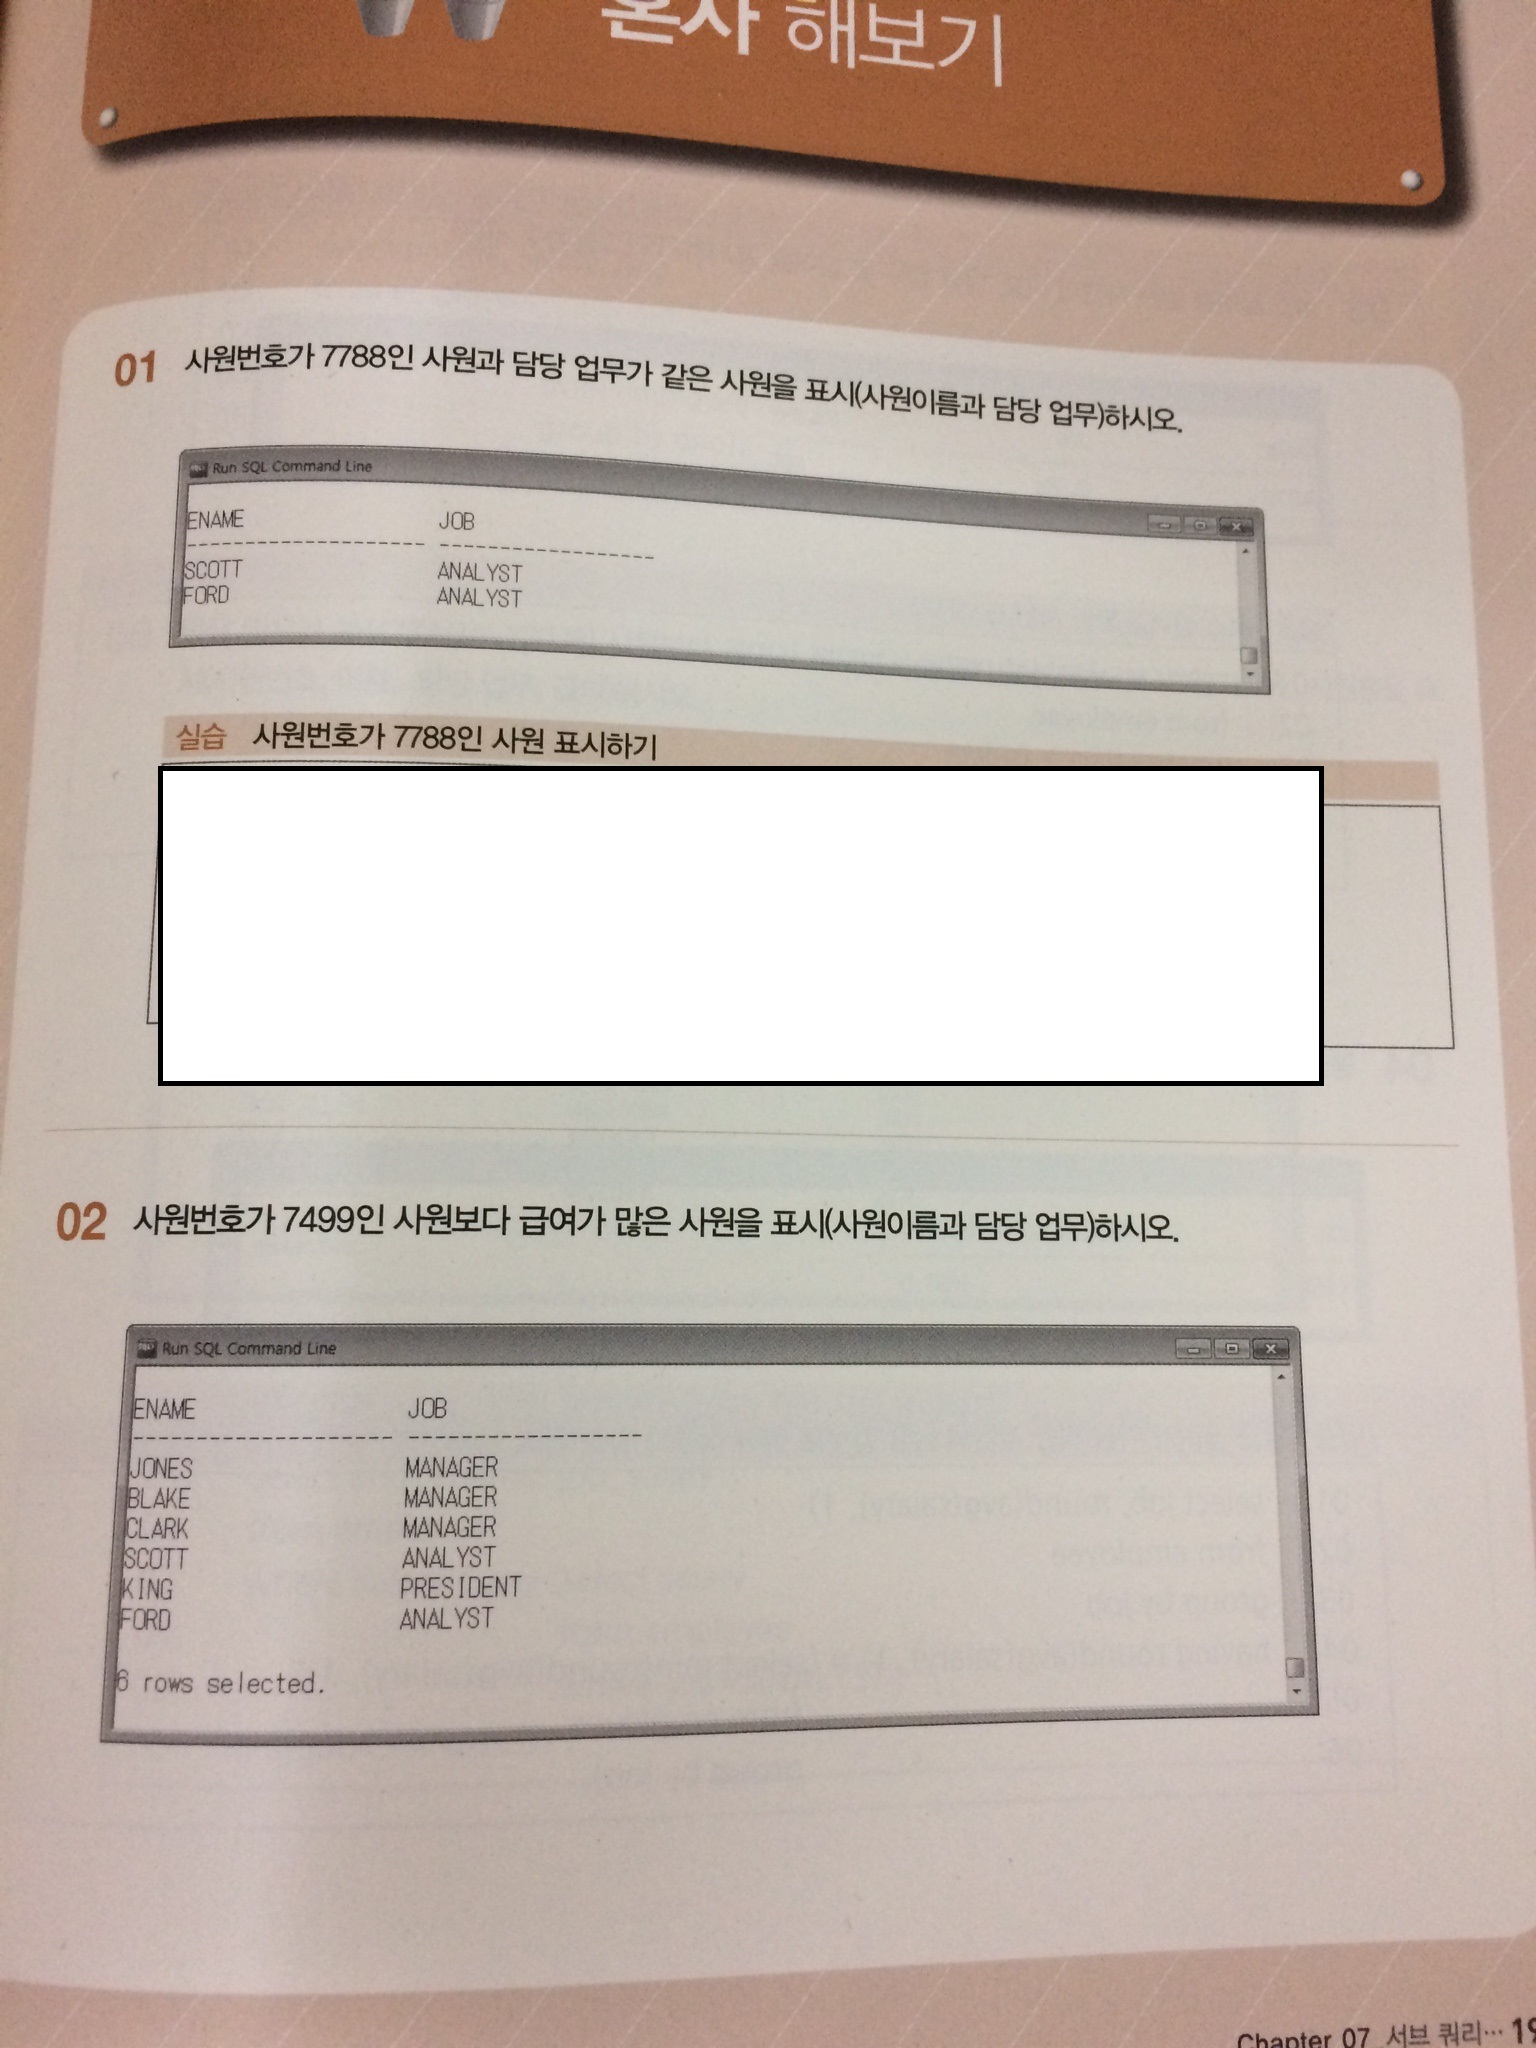 혼자 해보기
01 사원번호가 7788인 사원과 담당 업무가 같은 사원을 표시(사원이름과 담당 업무)하시오.
Run SQL Command Line
ENAME JOB
-------------------- ------------------
SCOTT ANALYST
FORD ANALYST
실습 사원번호가 7788인 사원 표시하기
02 사원번호가 7499인 사원보다 급여가 많은 사원을 표시(사원이름과 담당 업무)하시오.
Run SQL Command Line
ENAME JOB
-------------------- ------------------
JONES MANAGER
BLAKE MANAGER
CLARK MANAGER
SCOTT ANALYST
KING PRESIDENT
FORD ANALYST
6 rows selected.
Chapter 07 서브 쿼리…